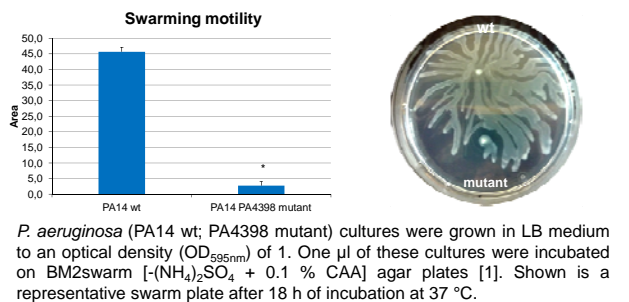 Swarming motility
50,0
45,0
40,0
35,0
30,0
25,0
20,0
15,0
10,0
5,0
0,0
Area
*
PA14 wt
PA14 PA4398 mutant
wt
mutant
P. aeruginosa (PA14 wt; PA4398 mutant) cultures were grown in LB medium
to an optical density (OD595nm) of 1. One µl of these cultures were incubated
on BM2swarm [-(NH4)2SO4 + 0.1 % CAA] agar plates [1]. Shown is a
representative swarm plate after 18 h of incubation at 37 °C.